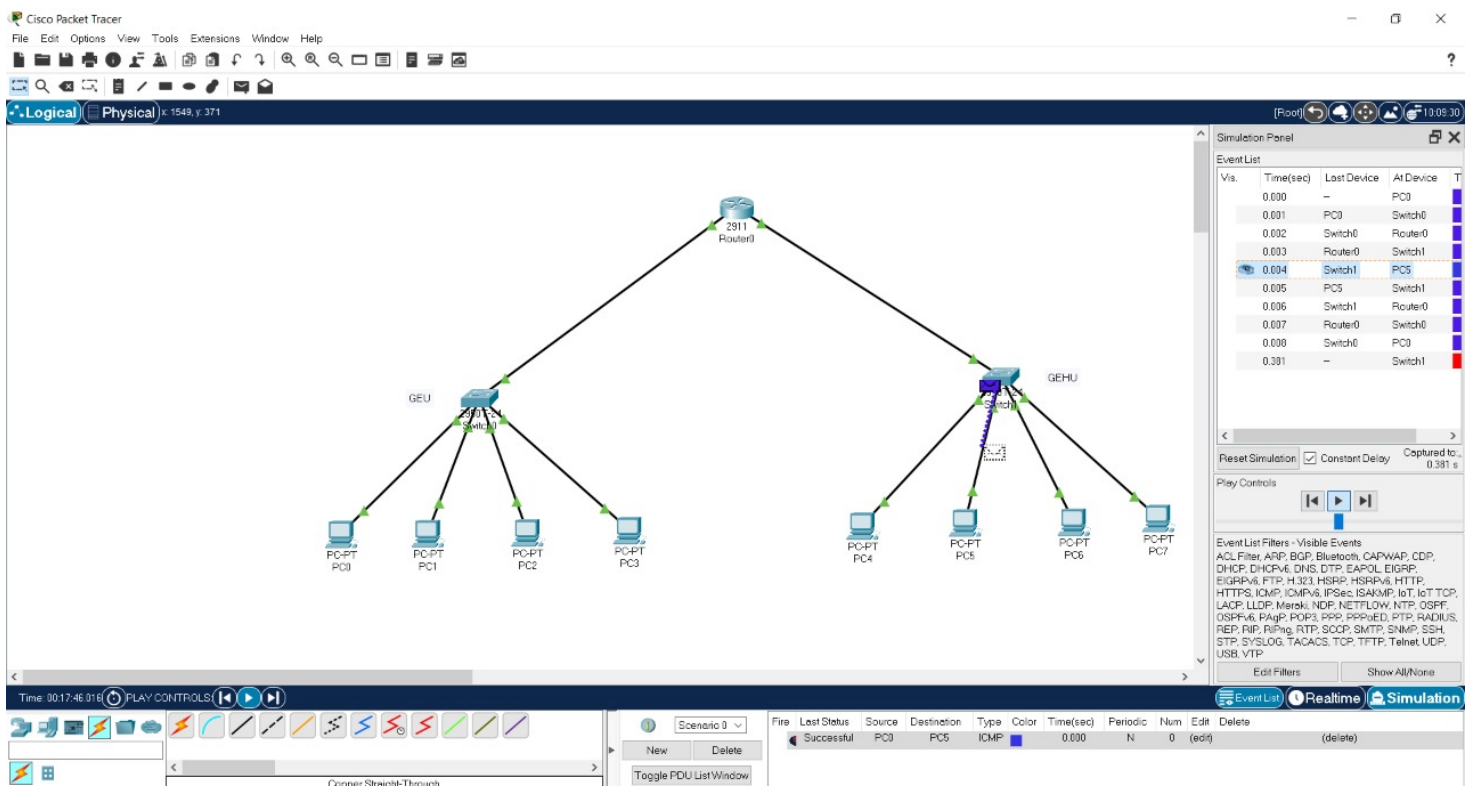 Cisco Packet Tracer
File Edit Options View Tools Extensions Window Help
?
Logical Physical x: 1549, y: 371 [Root] 10:09:30
Simulation Panel
Event List
Vis. Time(sec) Last Device At Device T
0.000 – PC0
0.001 PC0 Switch0
0.002 Switch0 Router0
0.003 Router0 Switch1
0.004 Switch1 PC5
0.005 PC5 Switch1
0.006 Switch1 Router0
0.007 Router0 Switch0
0.008 Switch0 PC0
0.381 – Switch1
Reset Simulation Constant Delay Captured to:
0.381 s
Play Controls
Event List Filters - Visible Events
ACL Filter, ARP, BGP, Bluetooth, CAPWAP, CDP,
DHCP, DHCPv6, DNS, DTP, EAPOL, EIGRP,
EIGRPv6, FTP, H.323, HSRP, HSRPv6, HTTP,
HTTPS, ICMP, ICMPv6, IPSec, ISAKMP, IoT, IoT TCP,
LACP, LLDP, Meraki, NDP, NETFLOW, NTP, OSPF,
OSPFv6, PAgP, POP3, PPP, PPPoED, PTP, RADIUS,
REP, RIP, RIPng, RTP, SCCP, SMTP, SNMP, SSH,
STP, SYSLOG, TACACS, TCP, TFTP, Telnet, UDP,
USB, VTP
Edit Filters Show All/None
2911
Router0
GEU
Switch0
GEHU
PC-PT
PC0
PC-PT
PC1
PC-PT
PC2
PC-PT
PC3
PC-PT
PC4
PC-PT
PC5
PC-PT
PC6
PC-PT
PC7
Time: 00:17:46.016 PLAY CONTROLS: Event List Realtime Simulation
Scenario 0
New Delete
Toggle PDU List Window
Fire Last Status Source Destination Type Color Time(sec) Periodic Num Edit Delete
Successful PC0 PC5 ICMP 0.000 N 0 (edit) (delete)
Copper Straight-Through